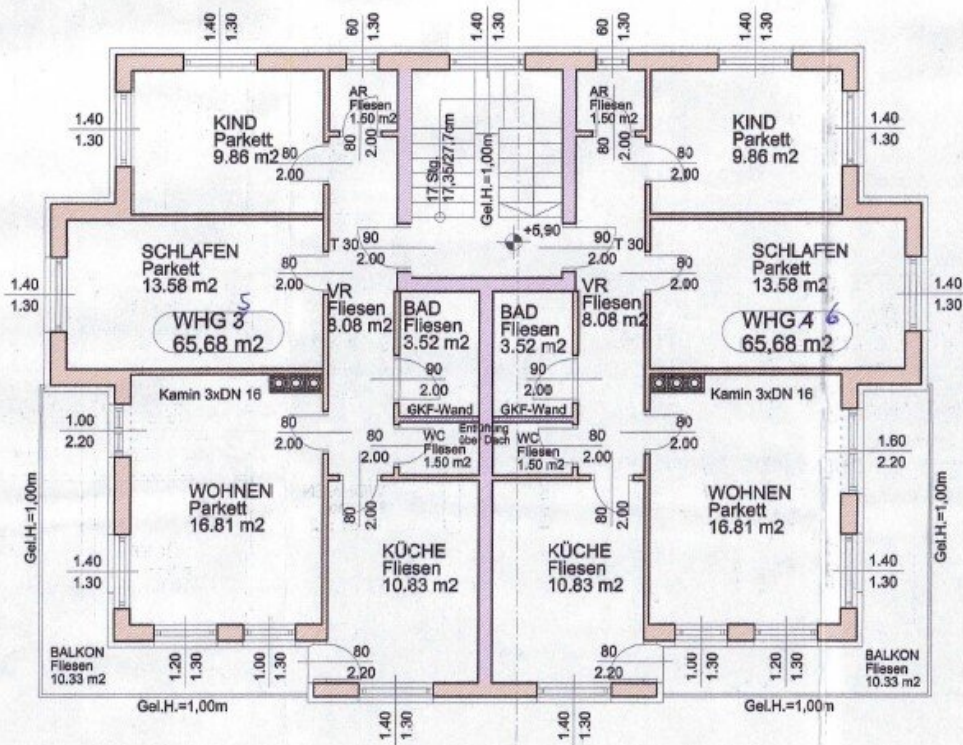 1.40
1.30
60
1.30
1.40
1.30
60
1.30
1.40
1.30
KIND
Parkett
9.86 m2
AR
Fliesen
1.50 m2
80
2.00
80
2.00
17 Stg.
17,35/27,7cm
Gel.H.=1,00m
AR
Fliesen
1.50 m2
80
2.00
80
2.00
KIND
Parkett
9.86 m2
1.40
1.30
1.40
1.30
+6,90
T 30
90
2.00
90
2.00
T 30
SCHLAFEN
Parkett
13.58 m2
80
2.00
VR
Fliesen
8.08 m2
BAD
Fliesen
3.52 m2
BAD
Fliesen
3.52 m2
VR
Fliesen
8.08 m2
80
2.00
SCHLAFEN
Parkett
13.58 m2
1.40
1.30
1.40
1.30
WHG 3 5
65,68 m2
WHG 4 6
65,68 m2
90
2.00
90
2.00
Kamin 3xDN 16
GKF-Wand
GKF-Wand
Kamin 3xDN 16
1.00
2.20
80
2.00
80
2.00
WC
Fliesen
1.50 m2
Entlüftung
über Dach
WC
Fliesen
1.50 m2
80
2.00
80
2.00
1.60
2.20
Gel.H.=1,00m
WOHNEN
Parkett
16.81 m2
80
2.00
80
2.00
WOHNEN
Parkett
16.81 m2
Gel.H.=1,00m
KÜCHE
Fliesen
10.83 m2
KÜCHE
Fliesen
10.83 m2
1.40
1.30
1.40
1.30
BALKON
Fliesen
10.33 m2
1.20
1.30
1.00
1.30
80
2.20
80
2.20
1.00
1.30
1.20
1.30
BALKON
Fliesen
10.33 m2
Gel.H.=1,00m
1.40
1.30
1.40
1.30
Gel.H.=1,00m